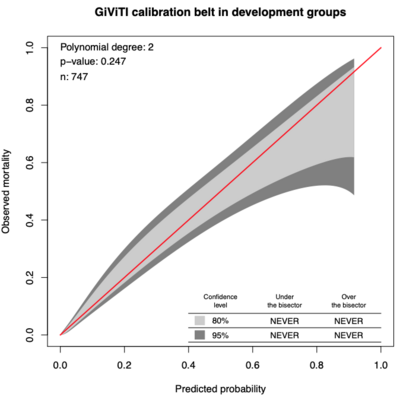 GiViTI calibration belt in development groups
Polynomial degree: 2
p-value: 0.247
n: 747
Observed mortality
1.0
0.8
0.6
0.4
0.2
0.0
Confidence level Under the bisector Over the bisector
80% NEVER NEVER
95% NEVER NEVER
0.0 0.2 0.4 0.6 0.8 1.0
Predicted probability